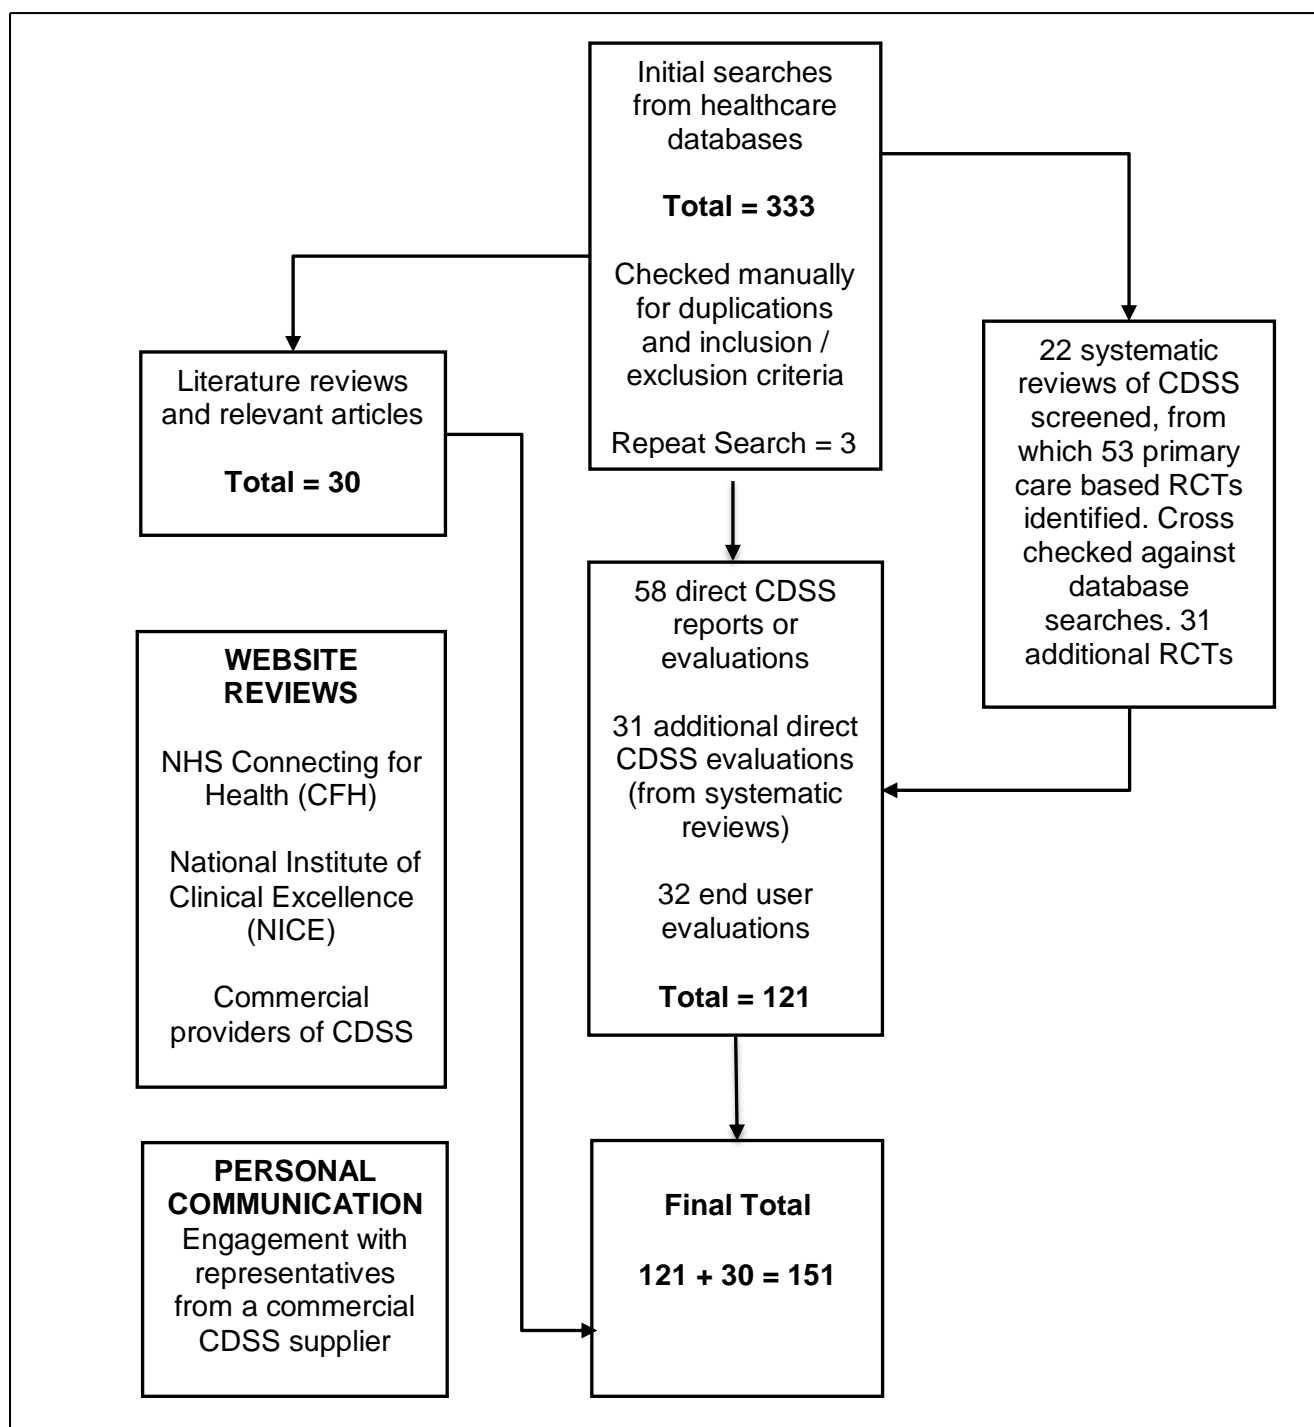 Initial searches
from healthcare
databases
Total = 333
Checked manually
for duplications
and inclusion /
exclusion criteria
Repeat Search = 3
Literature reviews
and relevant articles
Total = 30
22 systematic
reviews of CDSS
screened, from
which 53 primary
care based RCTs
identified. Cross
checked against
database
searches. 31
additional RCTs
58 direct CDSS
reports or
evaluations
31 additional direct
CDSS evaluations
(from systematic
reviews)
32 end user
evaluations
Total = 121
WEBSITE
REVIEWS
NHS Connecting for
Health (CFH)
National Institute of
Clinical Excellence
(NICE)
Commercial
providers of CDSS
PERSONAL
COMMUNICATION
Engagement with
representatives
from a commercial
CDSS supplier
Final Total
121 + 30 = 151